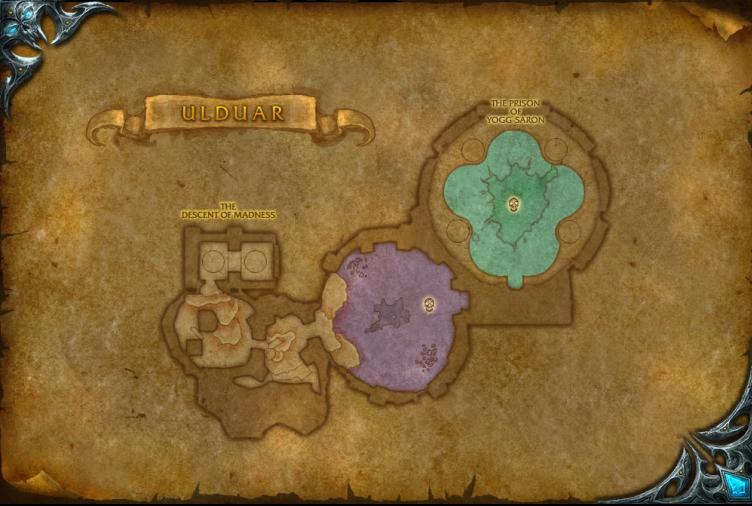 ULDUAR
THE PRISON
OF
YOGG-SARON
THE
DESCENT OF MADNESS